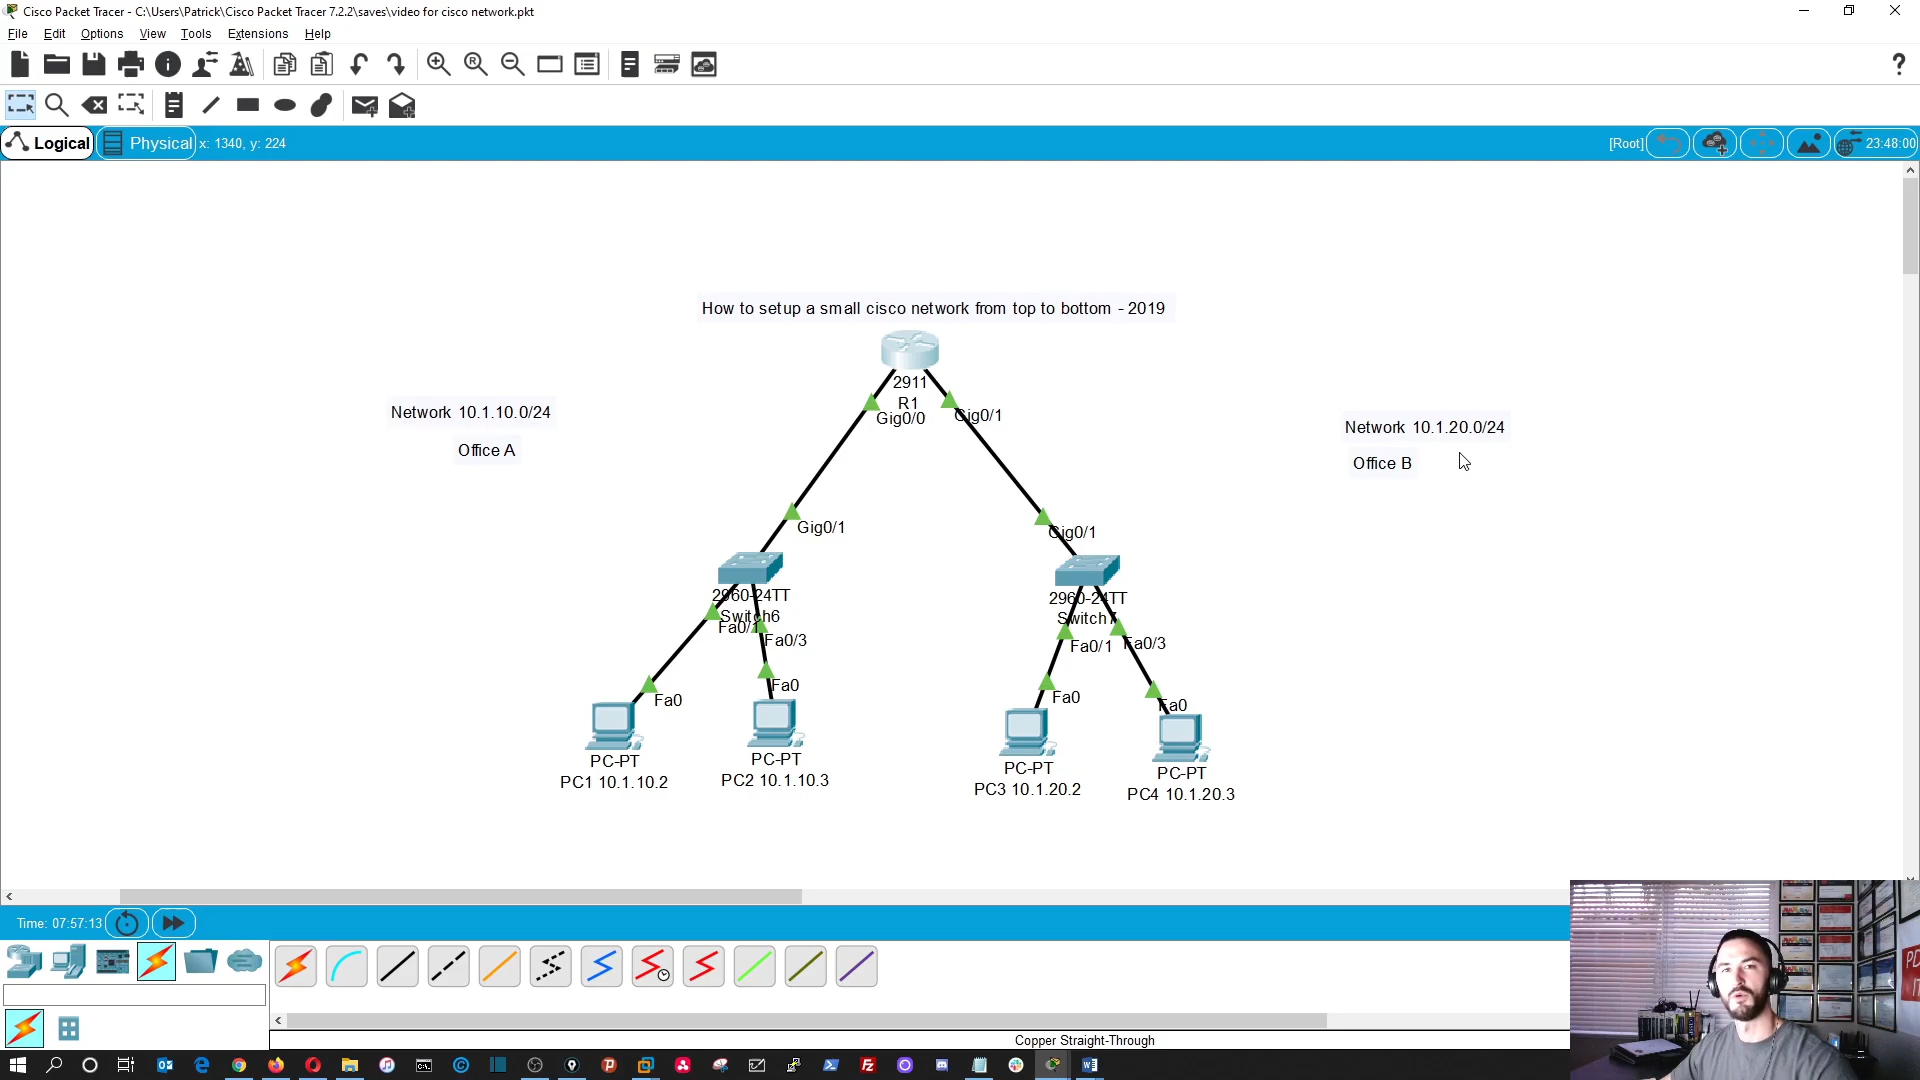 Cisco Packet Tracer - C:\Users\Patrick\Cisco Packet Tracer 7.2.2\saves\video for cisco network.pkt
File Edit Options View Tools Extensions Help
Logical Physical x: 1340, y: 224 [Root] 23:48:00
How to setup a small cisco network from top to bottom - 2019
2911
R1
Gig0/0
Gig0/1
Network 10.1.10.0/24
Office A
Network 10.1.20.0/24
Office B
Gig0/1
Gig0/1
2960-24TT
Switch6
Fa0/1
Fa0/3
2960-24TT
Switch7
Fa0/1
Fa0/3
Fa0
Fa0
Fa0
Fa0
PC-PT
PC1 10.1.10.2
PC-PT
PC2 10.1.10.3
PC-PT
PC3 10.1.20.2
PC-PT
PC4 10.1.20.3
Time: 07:57:13
Copper Straight-Through